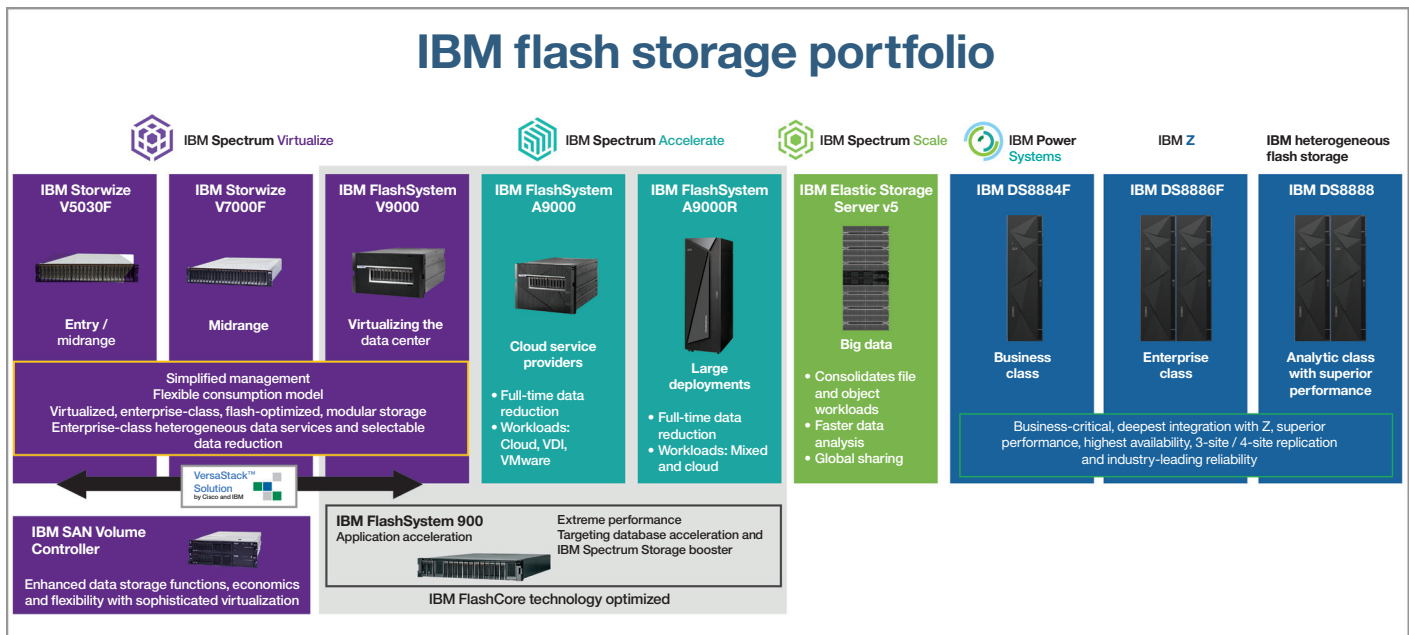 IBM flash storage portfolio
IBM Spectrum Virtualize
IBM Spectrum Accelerate
IBM Spectrum Scale
IBM Power
Systems
IBM Z
IBM heterogeneous
flash storage
IBM Storwize
V5030F
Entry /
midrange
IBM Storwize
V7000F
Midrange
IBM FlashSystem
V9000
Virtualizing the
data center
Simplified management
Flexible consumption model
Virtualized, enterprise-class, flash-optimized, modular storage
Enterprise-class heterogeneous data services and selectable
data reduction
VersaStack™
Solution
by Cisco and IBM
IBM FlashSystem
A9000
Cloud service
providers
• Full-time data
reduction
• Workloads:
Cloud, VDI,
VMware
IBM FlashSystem
A9000R
Large
deployments
• Full-time data
reduction
• Workloads: Mixed
and cloud
IBM Elastic Storage
Server v5
Big data
• Consolidates file
and object
workloads
• Faster data
analysis
• Global sharing
IBM DS8884F
Business
class
IBM DS8886F
Enterprise
class
IBM DS8888
Analytic class
with superior
performance
Business-critical, deepest integration with Z, superior
performance, highest availability, 3-site / 4-site replication
and industry-leading reliability
IBM SAN Volume
Controller
Enhanced data storage functions, economics
and flexibility with sophisticated virtualization
IBM FlashSystem 900
Application acceleration
Extreme performance
Targeting database acceleration and
IBM Spectrum Storage booster
IBM FlashCore technology optimized